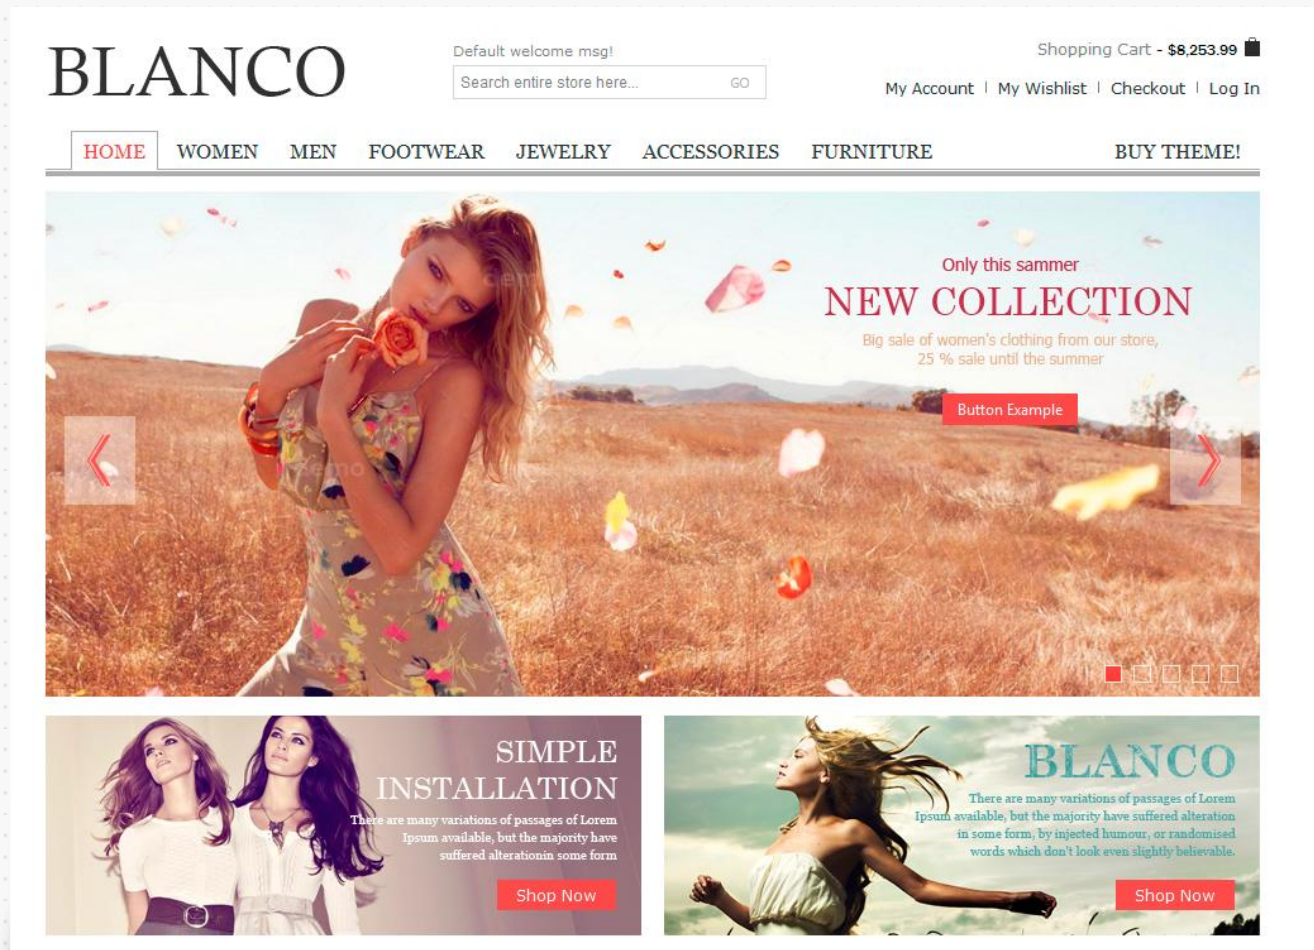 BLANCO
Default welcome msg!
Search entire store here... GO
Shopping Cart - $8,253.99
My Account | My Wishlist | Checkout | Log In
HOME WOMEN MEN FOOTWEAR JEWELRY ACCESSORIES FURNITURE BUY THEME!
Only this sammer
NEW COLLECTION
Big sale of women's clothing from our store,
25 % sale until the summer
Button Example
SIMPLE
INSTALLATION
There are many variations of passages of Lorem
Ipsum available, but the majority have
suffered alterationin some form
Shop Now
BLANCO
There are many variations of passages of Lorem
Ipsum available, but the majority have suffered alteration
in some form, by injected humour, or randomised
words which don't look even slightly believable.
Shop Now